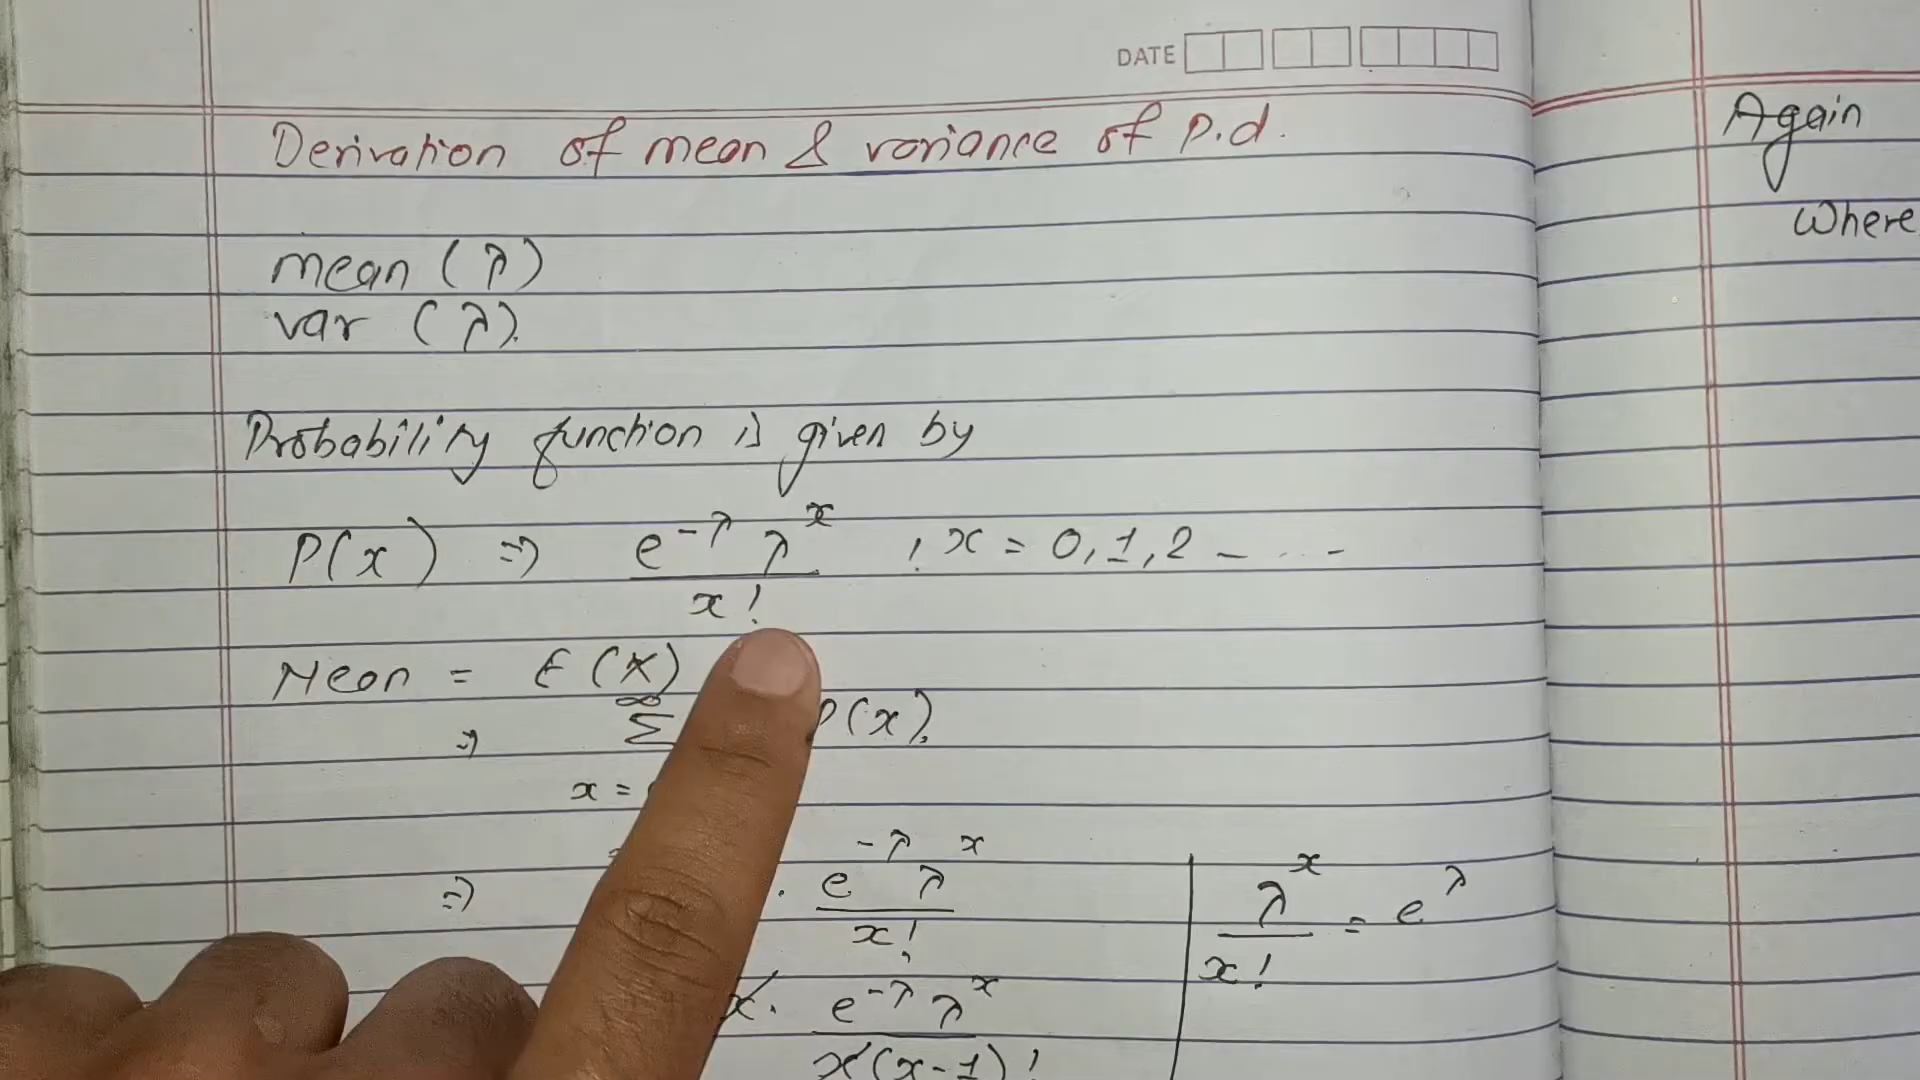 DATE
Derivation of mean & variance of p.d.
mean (λ)
var (λ).
Probability function is given by
P(x) ⇒ e^-λ λ^x / x! ; x = 0, 1, 2 - ... -
Mean = E(X)
⇒ ∞ Σ x = P(x).
⇒ . e^-λ λ^x / x!
x. e^-λ λ^x / x(x-1)!
λ^x / x! = e^λ
Again
Where